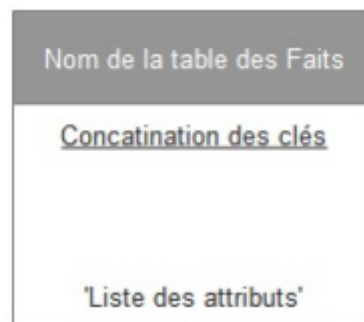 Nom de la table des Faits
Concatination des clés
'Liste des attributs'